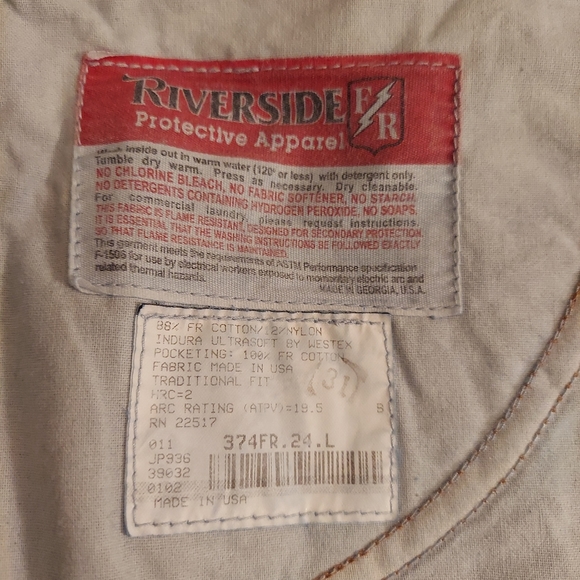 RIVERSIDE FR
Protective Apparel
inside out in warm water (120° or less) with detergent only.
Tumble dry warm. Press as necessary. Dry cleanable.
NO CHLORINE BLEACH, NO FABRIC SOFTENER, NO STARCH,
NO DETERGENTS CONTAINING HYDROGEN PEROXIDE, NO SOAPS.
For commercial laundry, please request instructions.
THIS FABRIC IS FLAME RESISTANT, DESIGNED FOR SECONDARY PROTECTION.
IT IS ESSENTIAL THAT THE WASHING INSTRUCTIONS BE FOLLOWED EXACTLY
SO THAT FLAME RESISTANCE IS MAINTAINED.
This garment meets the requirements of ASTM Performance specification
F-1506 for use by electrical workers exposed to momentary electric arc and
related thermal hazards.
MADE IN GEORGIA, U.S.A.
88% FR COTTON/12%NYLON
INDURA ULTRASOFT BY WESTEX
POCKETING: 100% FR COTTON
FABRIC MADE IN USA
TRADITIONAL FIT
(31)
HRC=2
ARC RATING (ATPV)=19.5 B
RN 22517
011 374FR.24.L
JP936
39032
0102
MADE IN USA